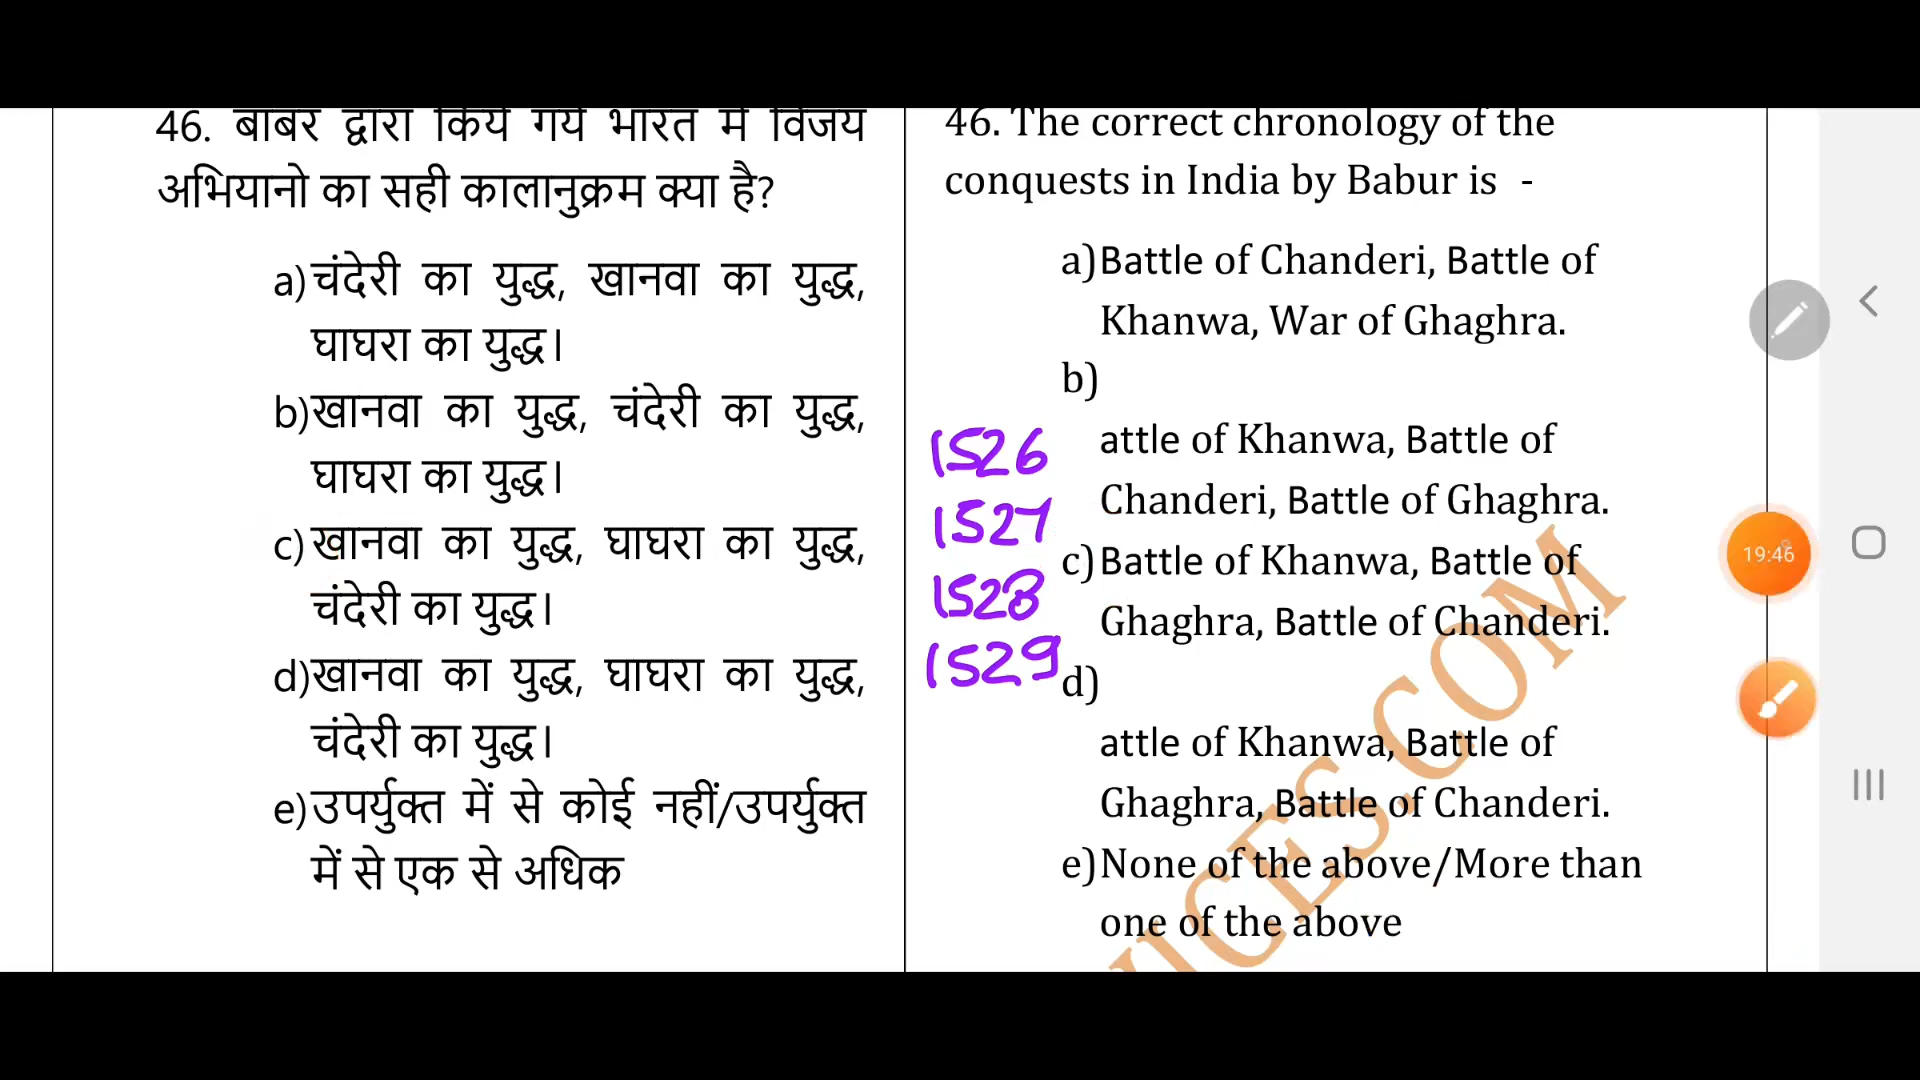 46. बाबर द्वारा किये गये भारत में विजय
अभियानो का सही कालानुक्रम क्या है?
a)चंदेरी का युद्ध, खानवा का युद्ध,
घाघरा का युद्ध।
b)खानवा का युद्ध, चंदेरी का युद्ध,
घाघरा का युद्ध।
c)खानवा का युद्ध, घाघरा का युद्ध,
चंदेरी का युद्ध।
d)खानवा का युद्ध, घाघरा का युद्ध,
चंदेरी का युद्ध।
e)उपर्युक्त में से कोई नहीं/उपर्युक्त
में से एक से अधिक
46. The correct chronology of the
conquests in India by Babur is -
a)Battle of Chanderi, Battle of
Khanwa, War of Ghaghra.
b)
attle of Khanwa, Battle of
Chanderi, Battle of Ghaghra.
c)Battle of Khanwa, Battle of
Ghaghra, Battle of Chanderi.
d)
attle of Khanwa, Battle of
Ghaghra, Battle of Chanderi.
e)None of the above/More than
one of the above
1526
1527
1528
1529
19:46
VICES.COM